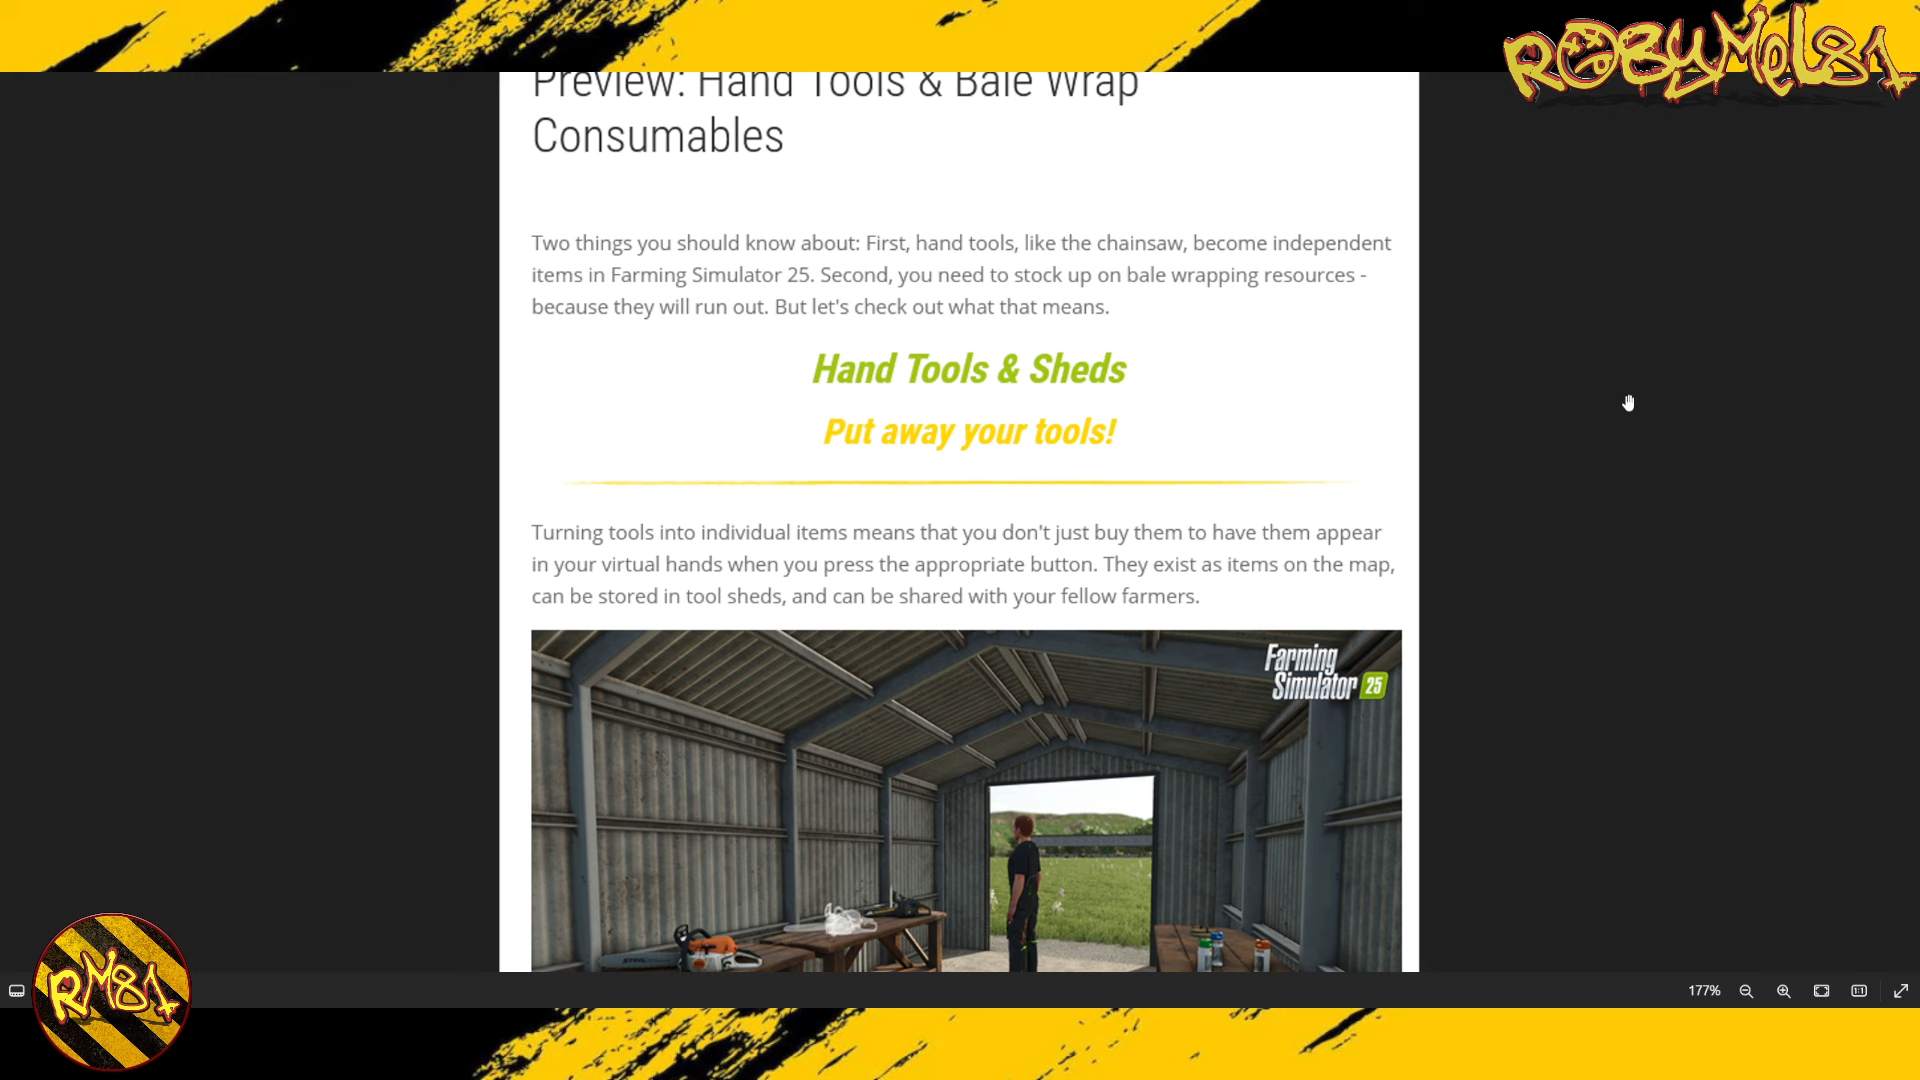 RobyMel81
Preview: Hand Tools & Bale Wrap
Consumables
Two things you should know about: First, hand tools, like the chainsaw, become independent
items in Farming Simulator 25. Second, you need to stock up on bale wrapping resources -
because they will run out. But let's check out what that means.
Hand Tools & Sheds
Put away your tools!
Turning tools into individual items means that you don't just buy them to have them appear
in your virtual hands when you press the appropriate button. They exist as items on the map,
can be stored in tool sheds, and can be shared with your fellow farmers.
Farming
Simulator 25
STIHL
RM81
177%
1:1